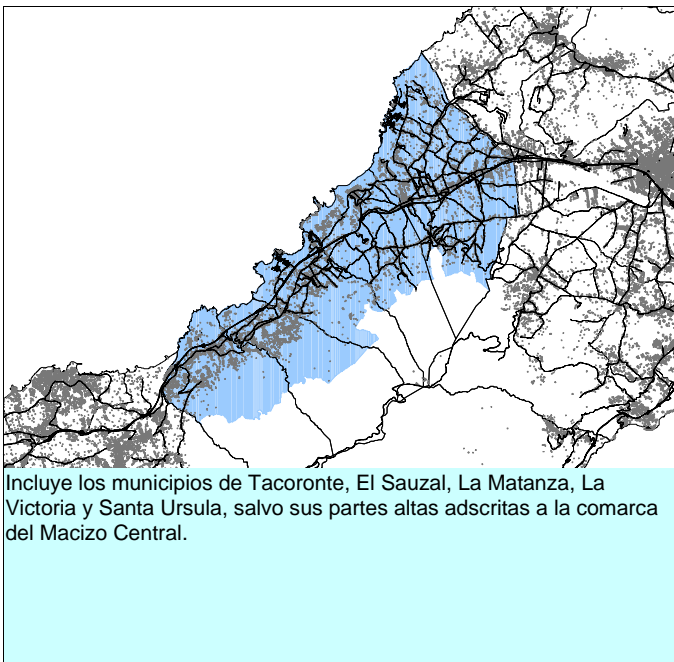 Incluye los municipios de Tacoronte, El Sauzal, La Matanza, La
Victoria y Santa Ursula, salvo sus partes altas adscritas a la comarca
del Macizo Central.